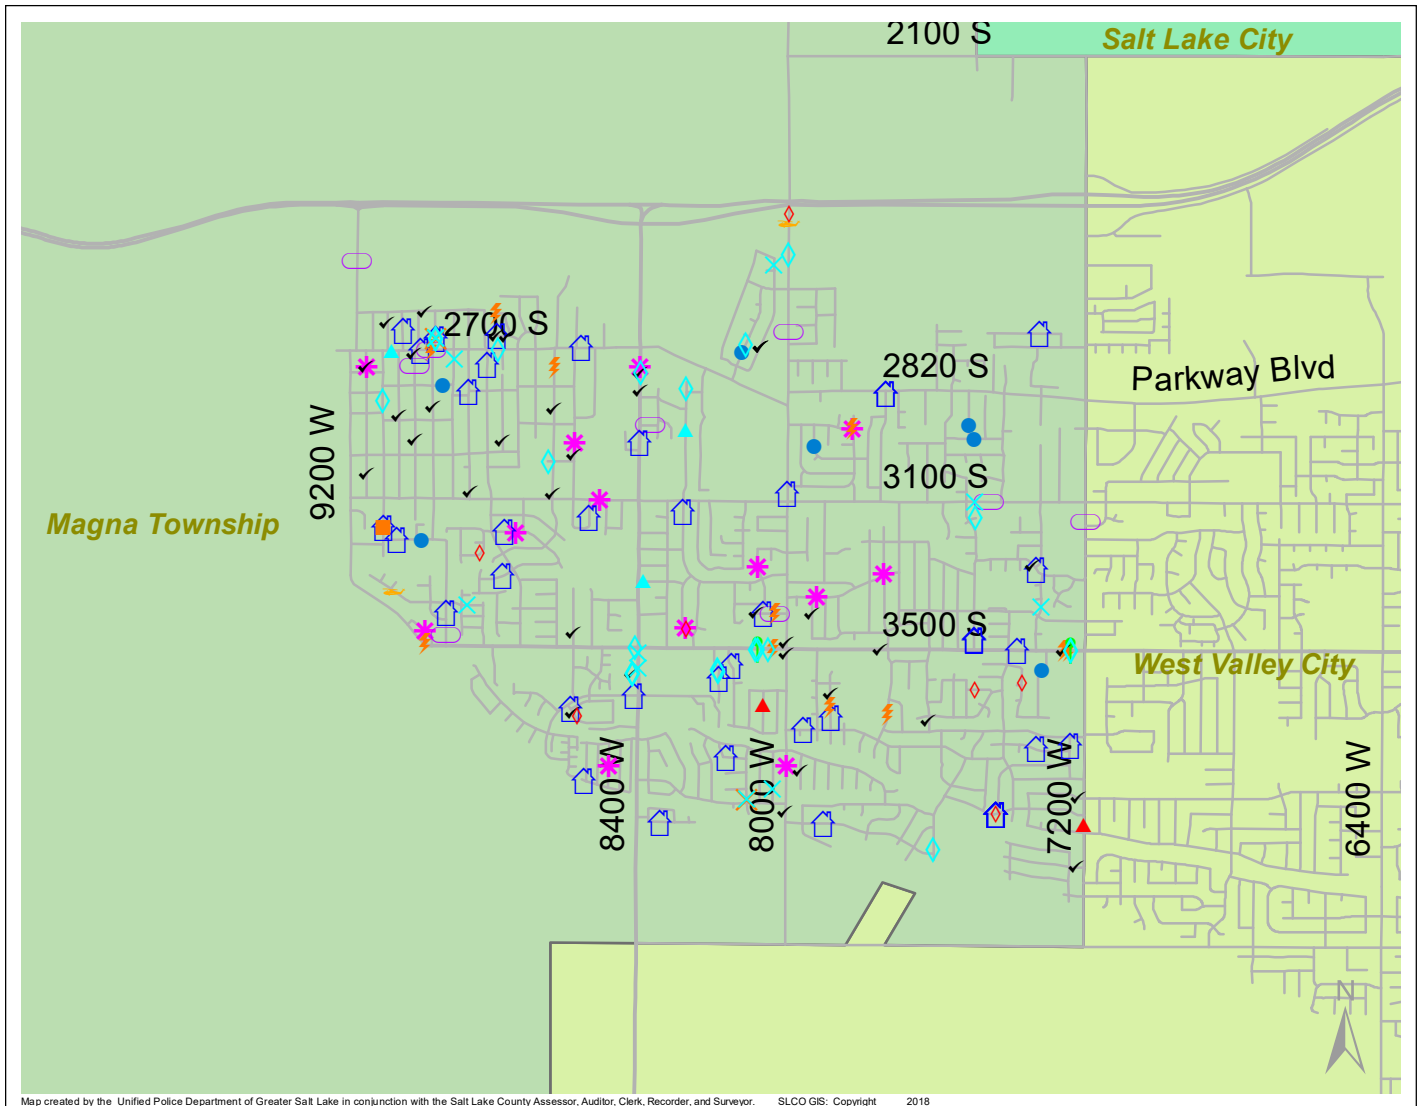 2100 S
Salt Lake City
2700 S
2820 S
Parkway Blvd
9200 W
3100 S
Magna Township
3500 S
West Valley City
8400 W
8000 W
7200 W
6400 W
N
Map created by the Unified Police Department of Greater Salt Lake in conjunction with the Salt Lake County Assessor, Auditor, Clerk, Recorder, and Surveyor. SLCO GIS: Copyright 2018